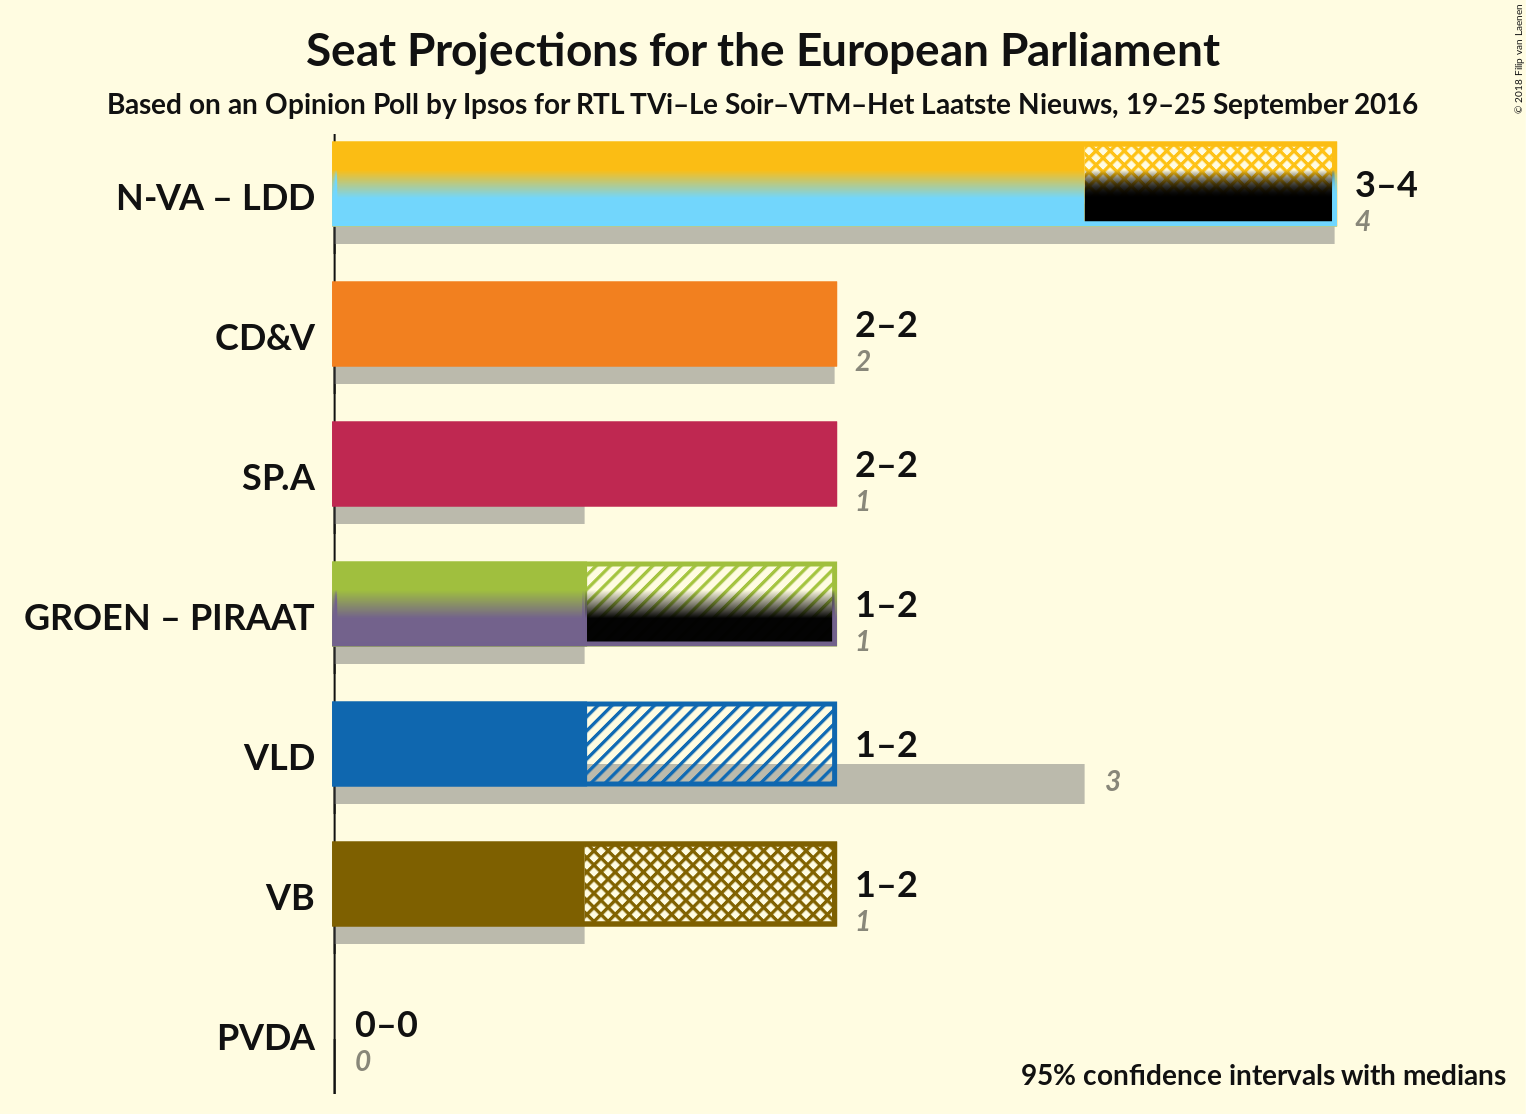 Seat Projections for the European Parliament
Based on an Opinion Poll by Ipsos for RTL TVi–Le Soir–VTM–Het Laatste Nieuws, 19–25 September 2016
© 2018 Filip van Laenen
N-VA – LDD
3–4
4
CD&V
2–2
2
SP.A
2–2
1
GROEN – PIRAAT
1–2
1
VLD
1–2
3
VB
1–2
1
PVDA
0–0
0
95% confidence intervals with medians